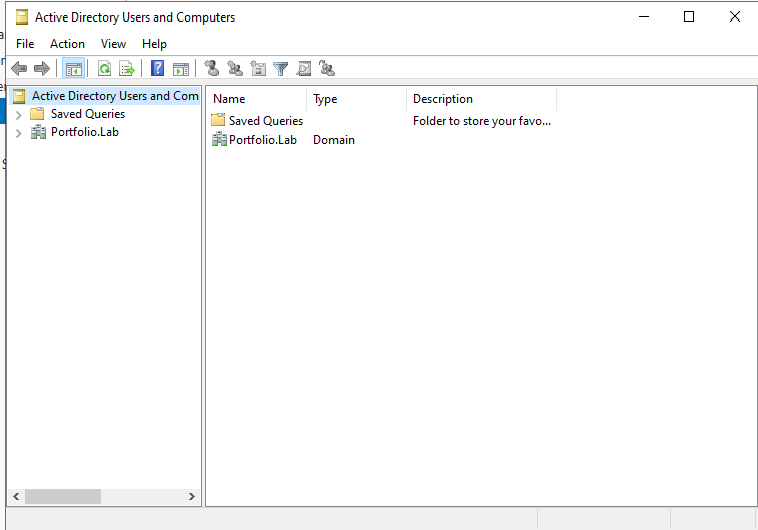 Active Directory Users and Computers
File Action View Help
Active Directory Users and Com
Saved Queries
Portfolio.Lab
Name Type Description
Saved Queries Folder to store your favo...
Portfolio.Lab Domain